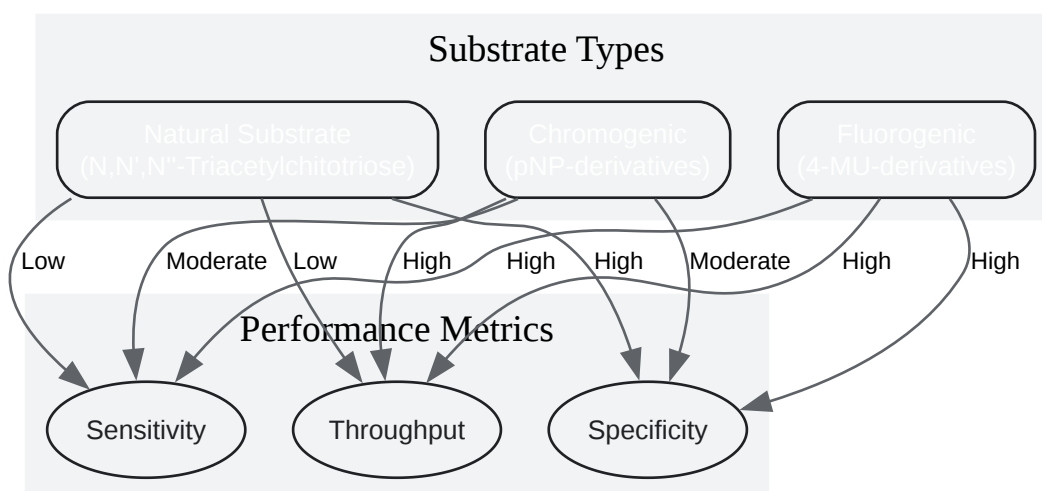 Substrate Types
Natural Substrate
(N,N',N''-Triacetylchitotriose)
Chromogenic
(pNP-derivatives)
Fluorogenic
(4-MU-derivatives)
Low
Moderate
Low
High
High
High
Moderate
High
High
Performance Metrics
Sensitivity
Throughput
Specificity